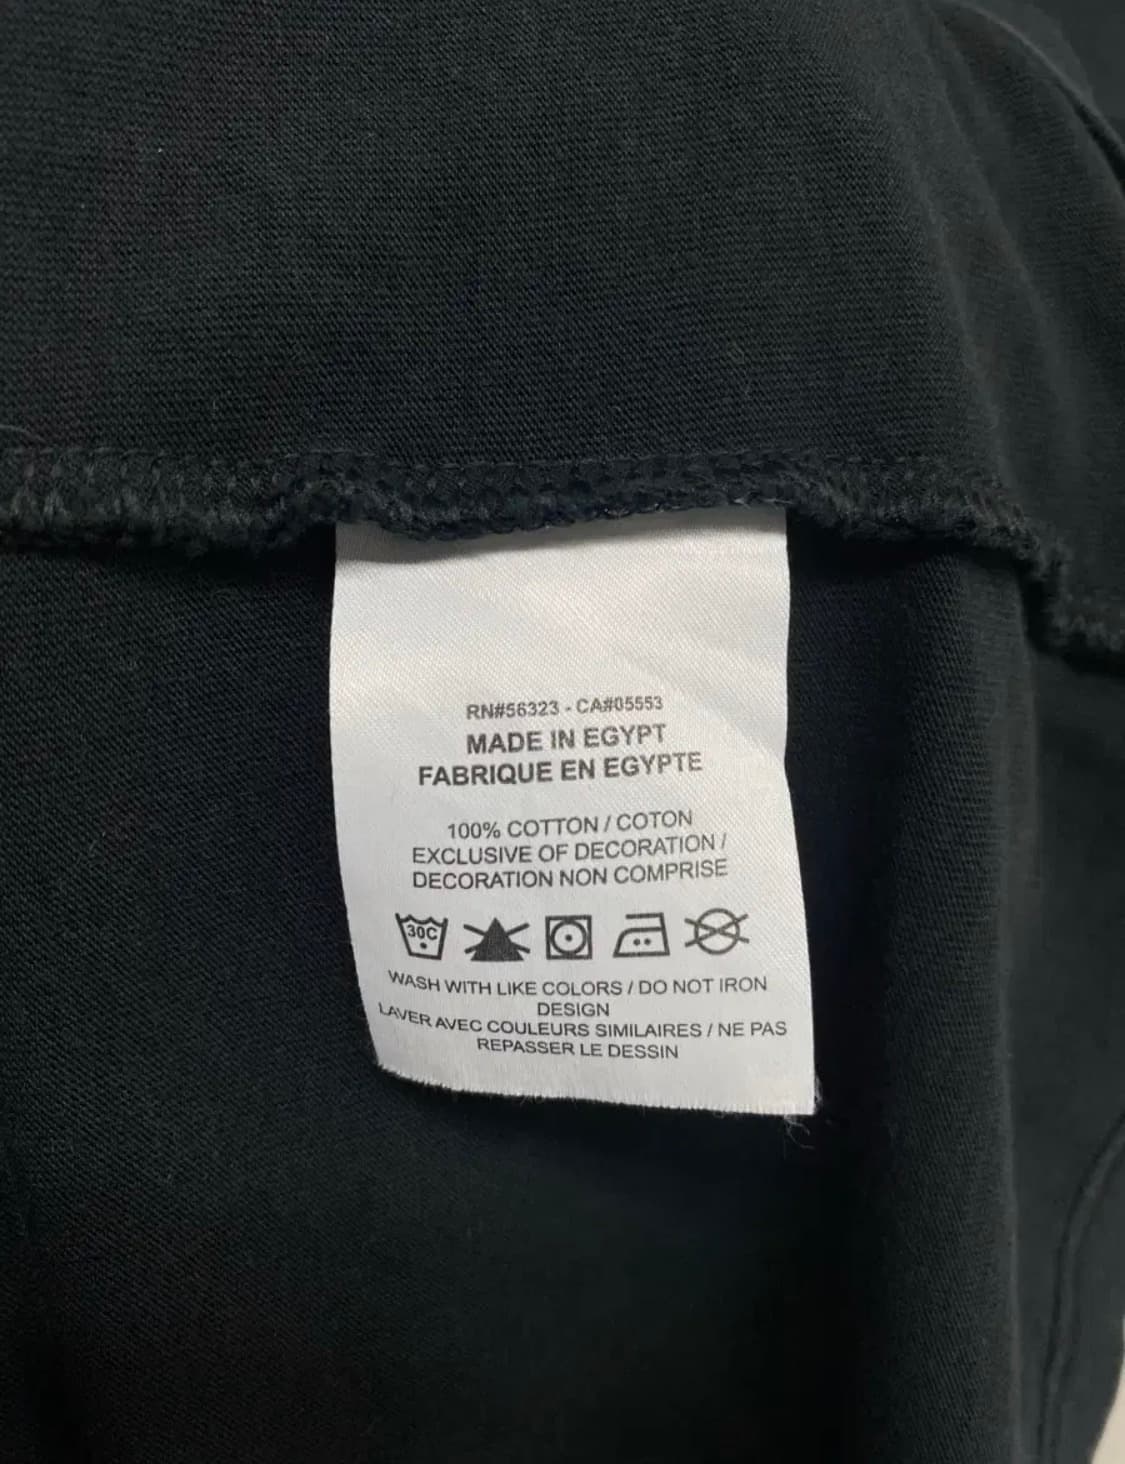 RN#56323 - CA#05553
MADE IN EGYPT
FABRIQUE EN EGYPTE
100% COTTON / COTON
EXCLUSIVE OF DECORATION /
DECORATION NON COMPRISE
30C
WASH WITH LIKE COLORS / DO NOT IRON
DESIGN
LAVER AVEC COULEURS SIMILAIRES / NE PAS
REPASSER LE DESSIN